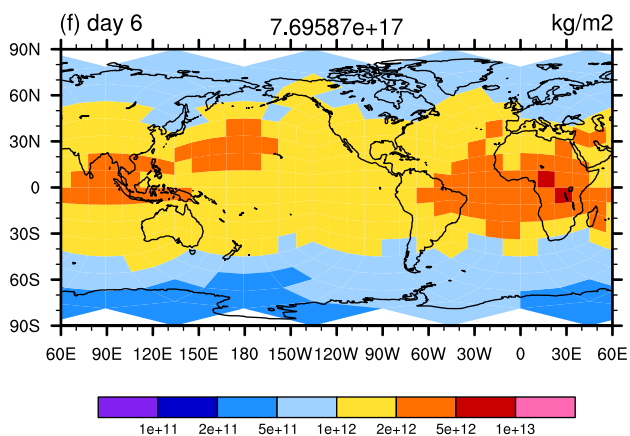 (f) day 6 7.69587e+17 kg/m2
90N
60N
30N
0
30S
60S
90S
60E 90E 120E 150E 180 150W 120W 90W 60W 30W 0 30E 60E
1e+11 2e+11 5e+11 1e+12 2e+12 5e+12 1e+13